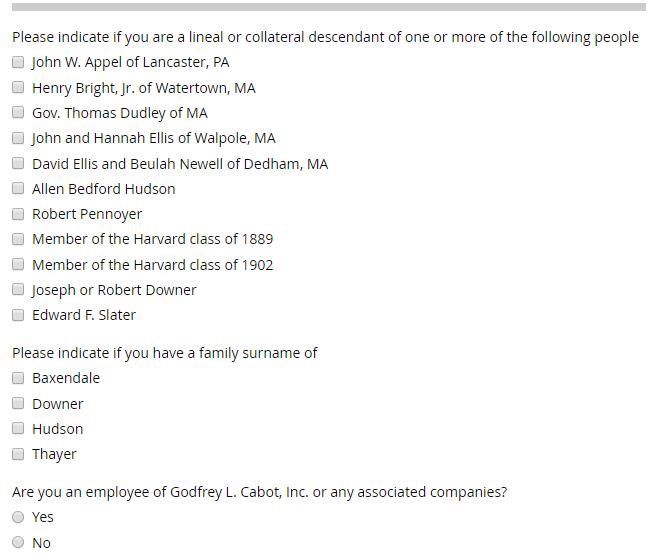 Please indicate if you are a lineal or collateral descendant of one or more of the following people
John W. Appel of Lancaster, PA
Henry Bright, Jr. of Watertown, MA
Gov. Thomas Dudley of MA
John and Hannah Ellis of Walpole, MA
David Ellis and Beulah Newell of Dedham, MA
Allen Bedford Hudson
Robert Pennoyer
Member of the Harvard class of 1889
Member of the Harvard class of 1902
Joseph or Robert Downer
Edward F. Slater
Please indicate if you have a family surname of
Baxendale
Downer
Hudson
Thayer
Are you an employee of Godfrey L. Cabot, Inc. or any associated companies?
Yes
No